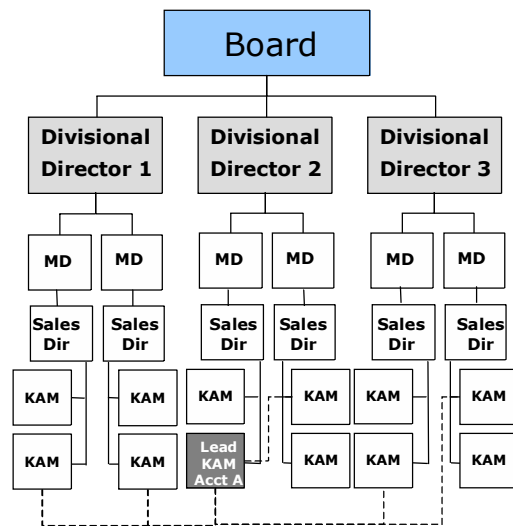 Board
Divisional
Director 1
Divisional
Director 2
Divisional
Director 3
MD
MD
MD
MD
MD
MD
Sales
Dir
Sales
Dir
Sales
Dir
Sales
Dir
Sales
Dir
Sales
Dir
KAM
KAM
KAM
KAM
KAM
KAM
KAM
KAM
Lead
KAM
Acct A
KAM
KAM
KAM